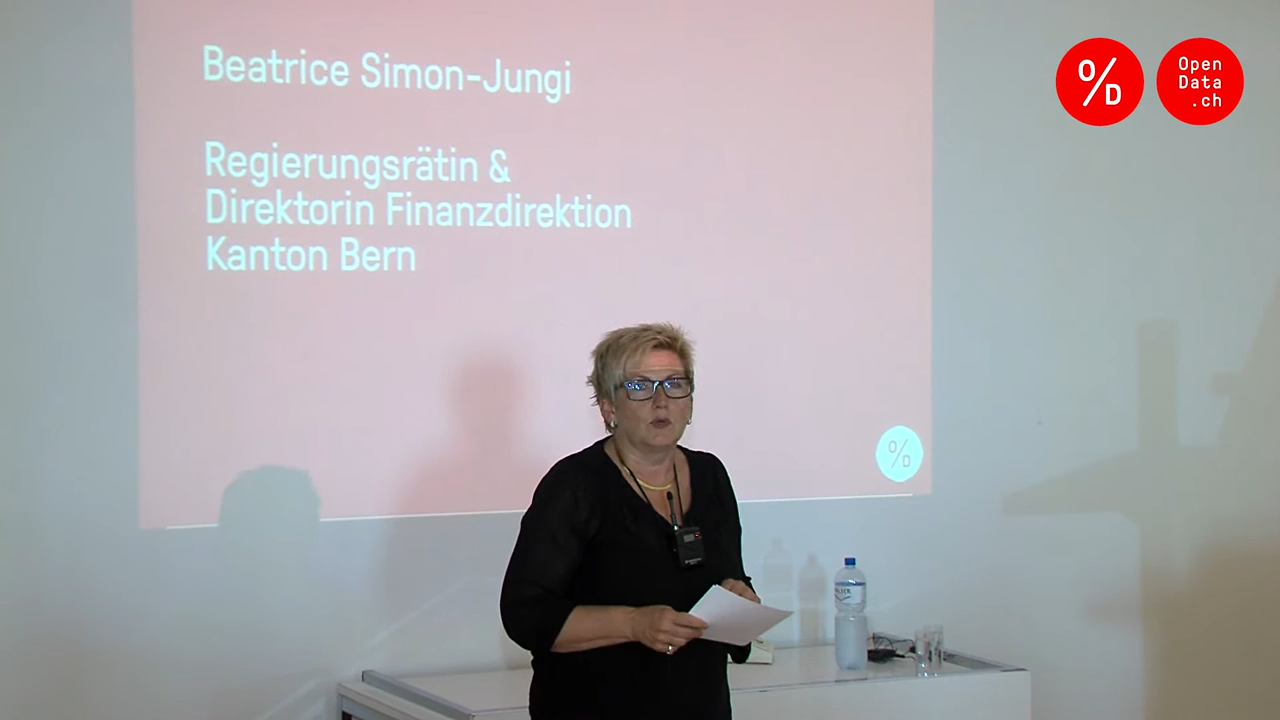 Beatrice Simon-Jungi
Regierungsrätin &
Direktorin Finanzdirektion
Kanton Bern
%D
Open
Data
.ch
%D